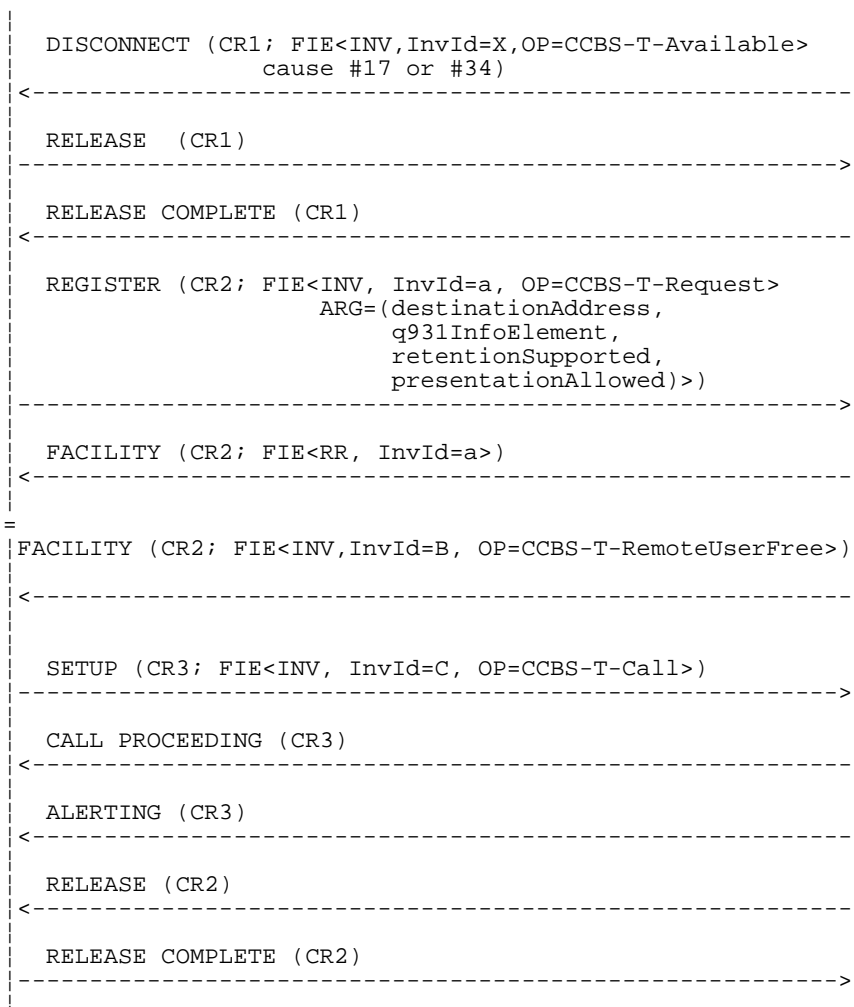 DISCONNECT (CR1; FIE<INV,InvId=X,OP=CCBS-T-Available>
cause #17 or #34)
<---------------------------------------------------------
RELEASE  (CR1)
--------------------------------------------------------->
RELEASE COMPLETE (CR1)
<---------------------------------------------------------
REGISTER (CR2; FIE<INV, InvId=a, OP=CCBS-T-Request>
ARG=(destinationAddress,
q931InfoElement,
retentionSupported,
presentationAllowed)>)
--------------------------------------------------------->
FACILITY (CR2; FIE<RR, InvId=a>)
<---------------------------------------------------------
=
FACILITY (CR2; FIE<INV,InvId=B, OP=CCBS-T-RemoteUserFree>)
<---------------------------------------------------------
SETUP (CR3; FIE<INV, InvId=C, OP=CCBS-T-Call>)
--------------------------------------------------------->
CALL PROCEEDING (CR3)
<---------------------------------------------------------
ALERTING (CR3)
<---------------------------------------------------------
RELEASE (CR2)
<---------------------------------------------------------
RELEASE COMPLETE (CR2)
--------------------------------------------------------->